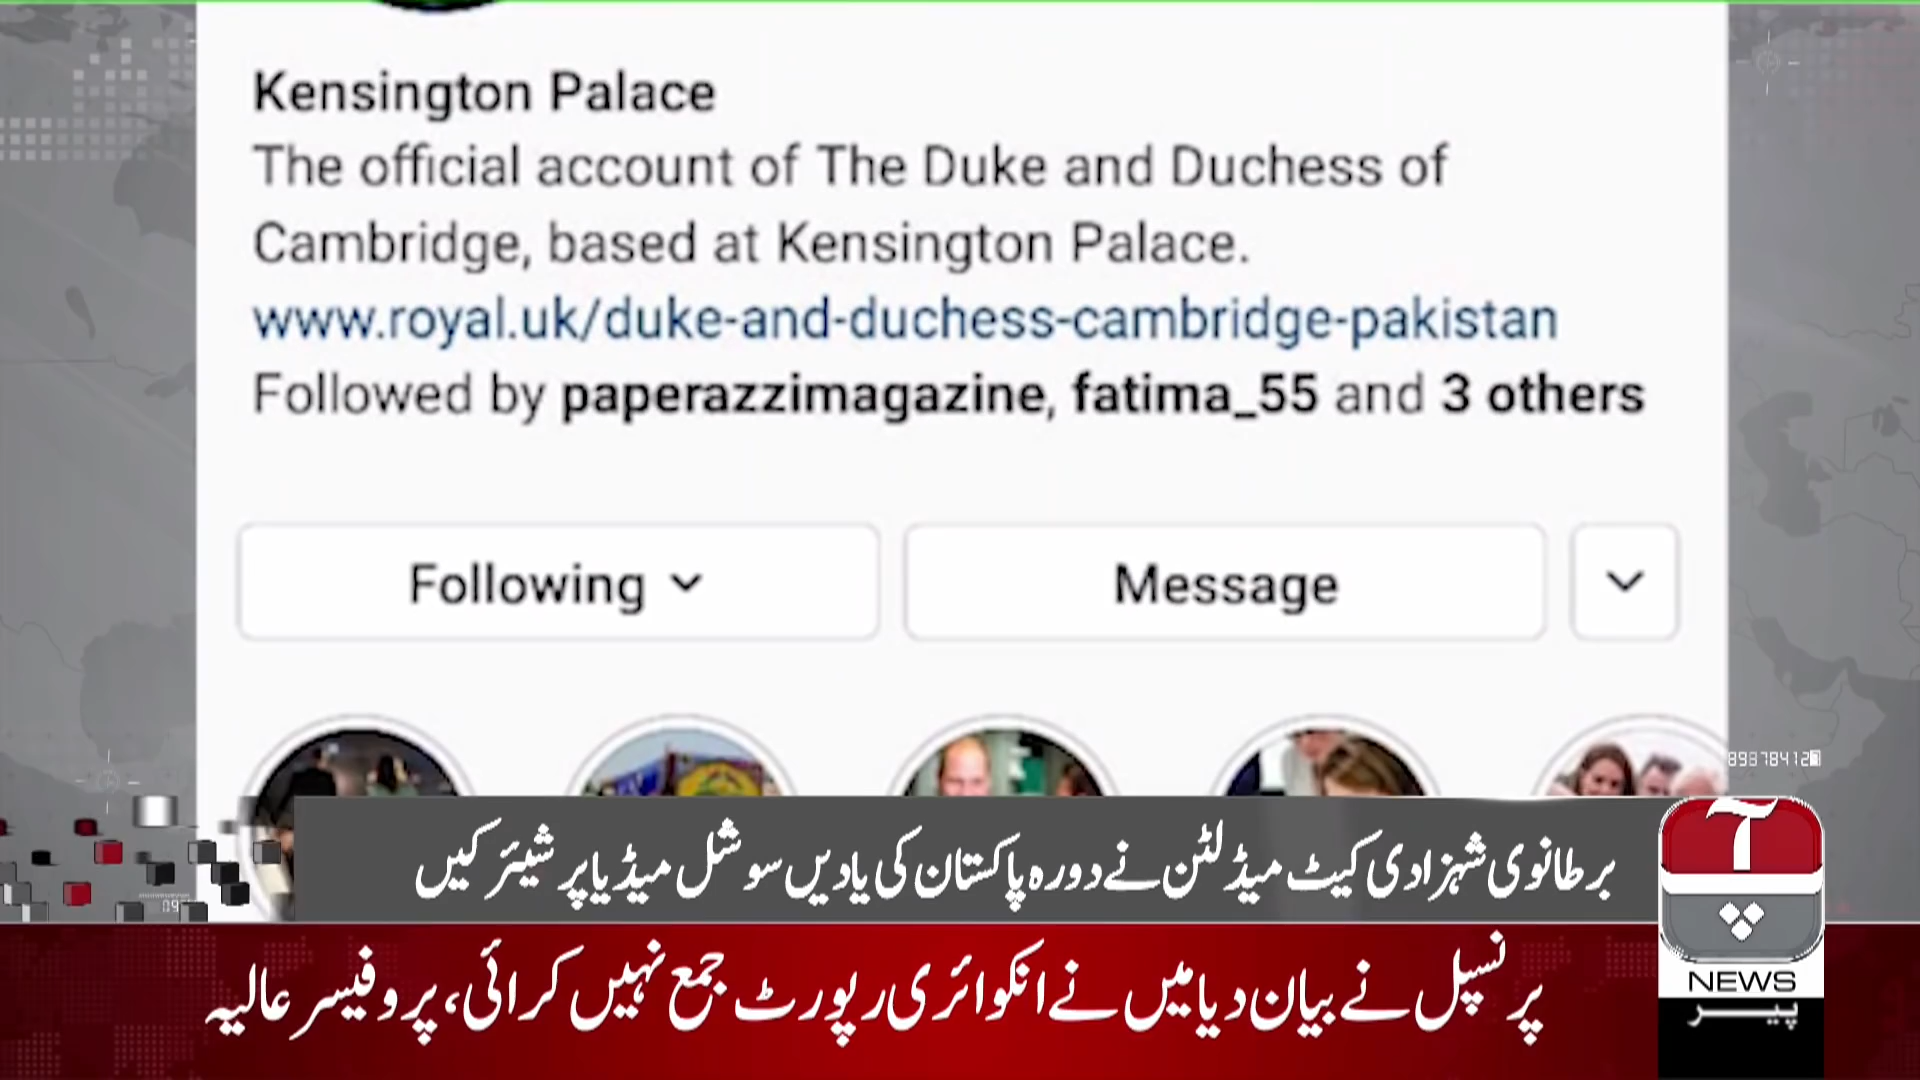 Kensington Palace
The official account of The Duke and Duchess of
Cambridge, based at Kensington Palace.
www.royal.uk/duke-and-duchess-cambridge-pakistan
Followed by paperazzimagazine, fatima_55 and 3 others
Following
Message
برطانوی شہزادی کیٹ میڈلٹن نے دورہ پاکستان کی یادیں سوشل میڈیا پر شیئر کیں
پرنسپل نے بیان دیا میں نے انکوائری رپورٹ جمع نہیں کرائی، پروفیسر عالیہ
آپ
NEWS
پیر